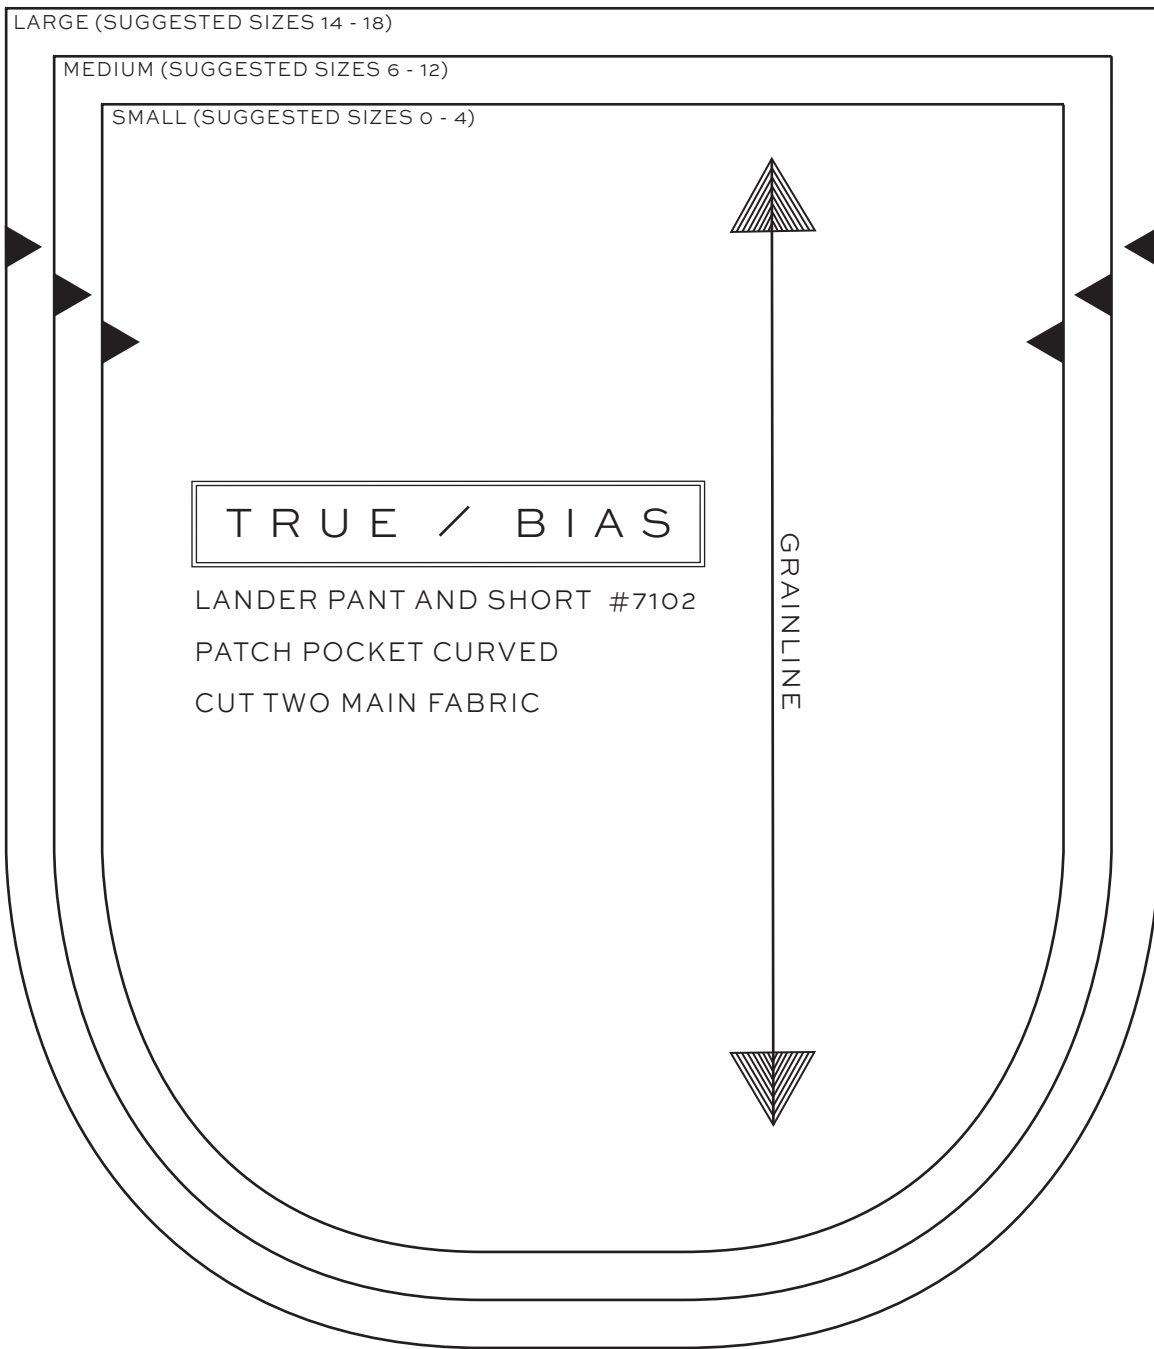 LARGE (SUGGESTED SIZES 14 - 18)
MEDIUM (SUGGESTED SIZES 6 - 12)
SMALL (SUGGESTED SIZES 0 - 4)
TRUE / BIAS
LANDER PANT AND SHORT #7102
PATCH POCKET CURVED
CUT TWO MAIN FABRIC
GRAINLINE